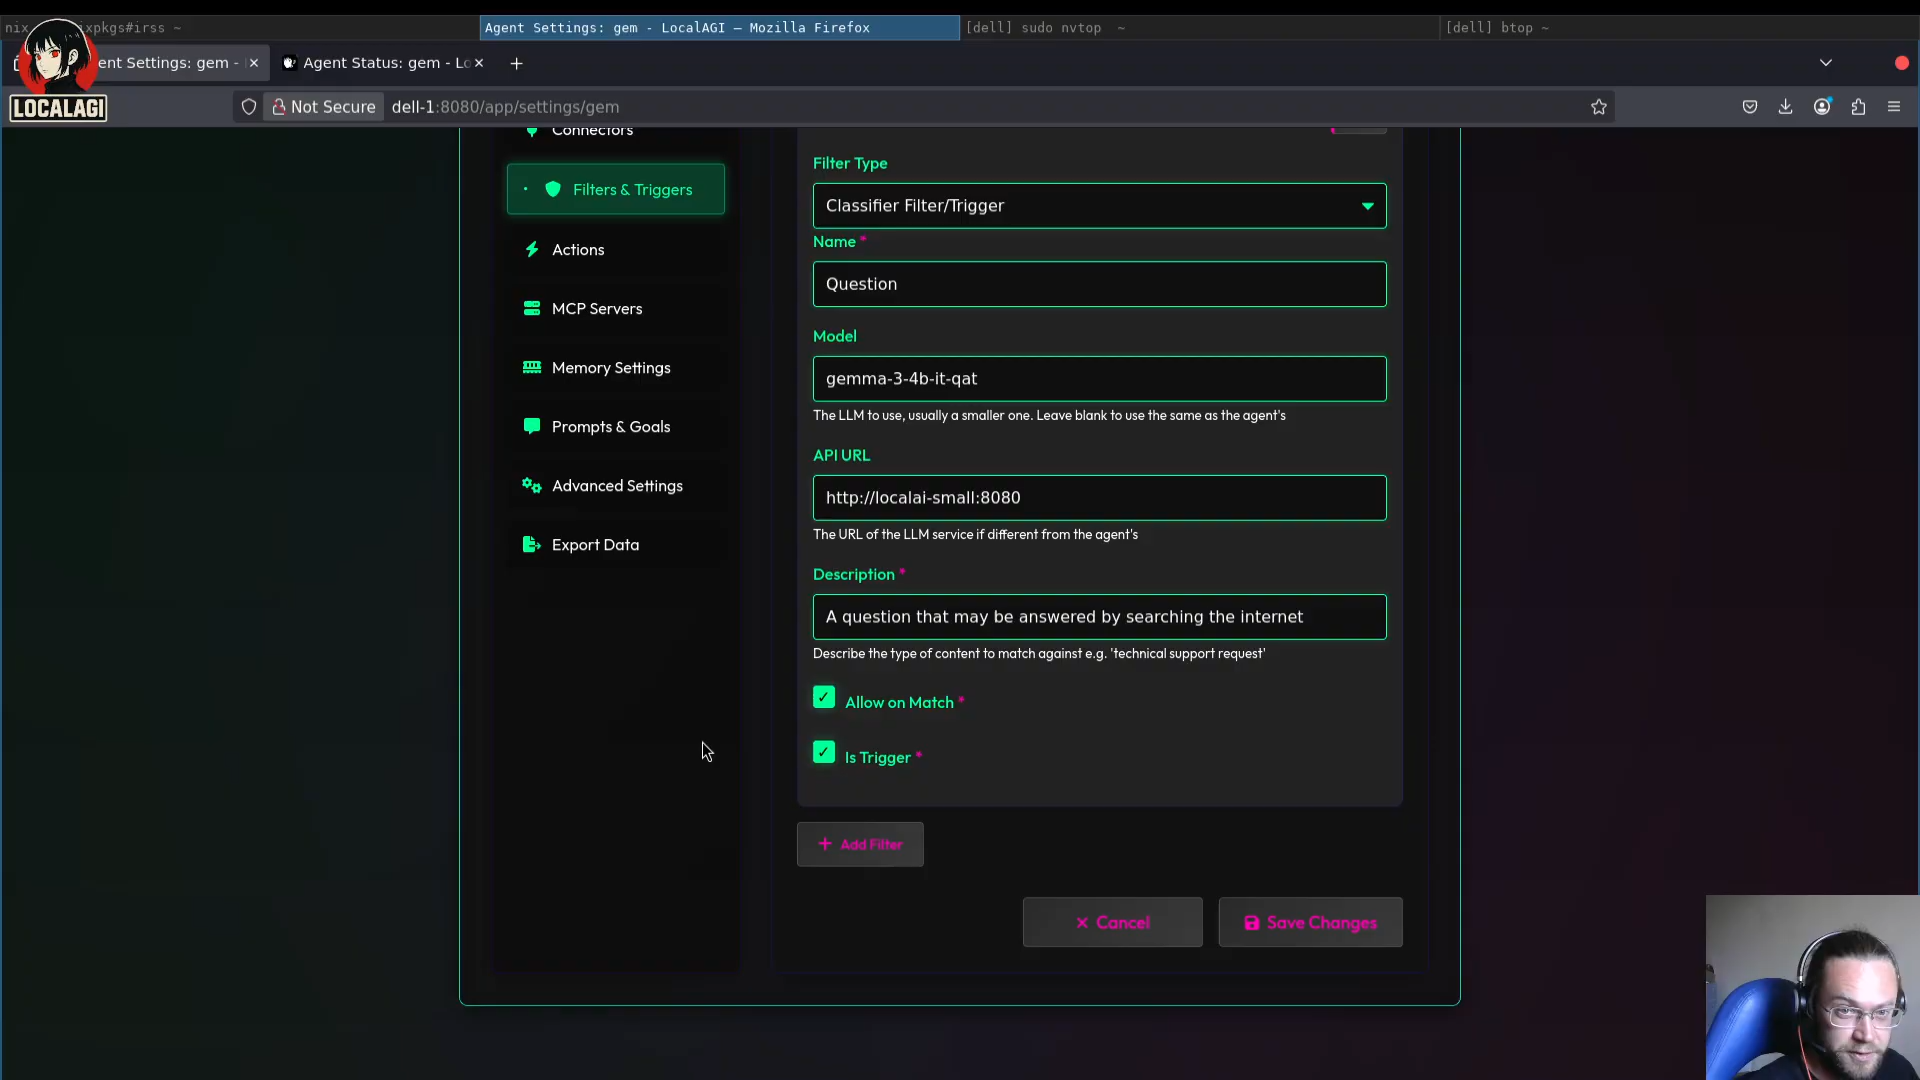 nix
xpkgs#irss ~
Agent Settings: gem - LocalAGI — Mozilla Firefox
[dell] sudo nvtop ~
[dell] btop ~
ent Settings: gem -
Agent Status: gem - Lo
LOCALAGI
Not Secure
dell-1:8080/app/settings/gem
Connectors
Filters & Triggers
Actions
MCP Servers
Memory Settings
Prompts & Goals
Advanced Settings
Export Data
Filter Type
Classifier Filter/Trigger
Name *
Question
Model
gemma-3-4b-it-qat
The LLM to use, usually a smaller one. Leave blank to use the same as the agent's
API URL
http://localai-small:8080
The URL of the LLM service if different from the agent's
Description *
A question that may be answered by searching the internet
Describe the type of content to match against e.g. 'technical support request'
Allow on Match *
Is Trigger *
+ Add Filter
× Cancel
Save Changes